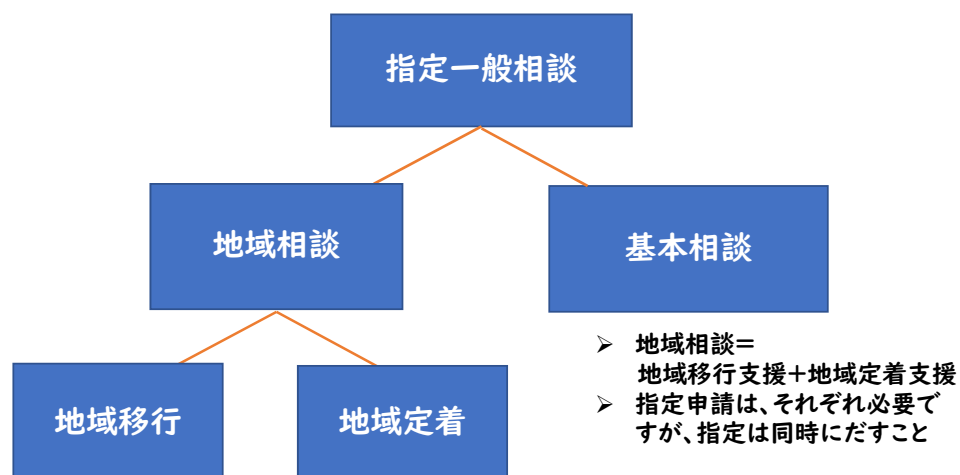 指定一般相談
地域相談
基本相談
地域移行
地域定着
➢ 地域相談=
地域移行支援+地域定着支援
➢ 指定申請は、それぞれ必要で
すが、指定は同時にだすこと